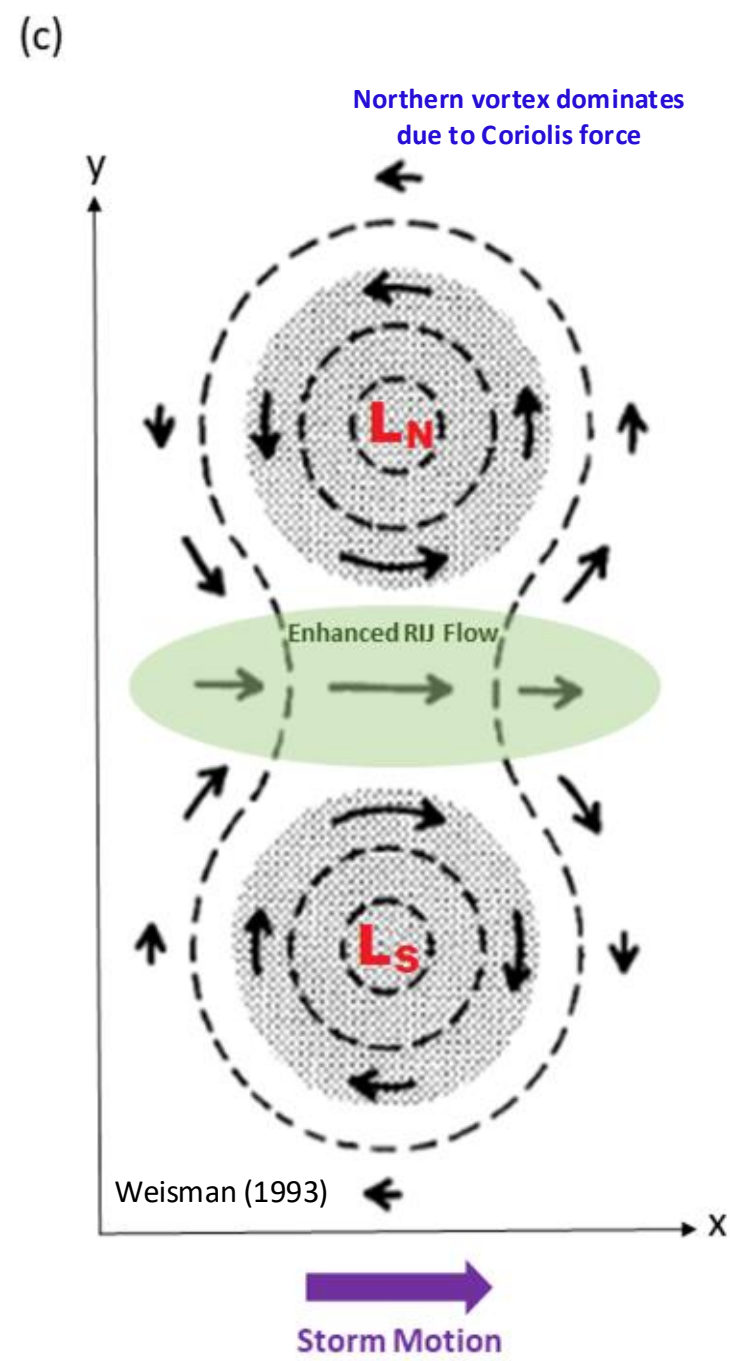 (c)
Northern vortex dominates
due to Coriolis force
y
LN
Enhanced RIJ Flow
LS
Weisman (1993)
x
Storm Motion